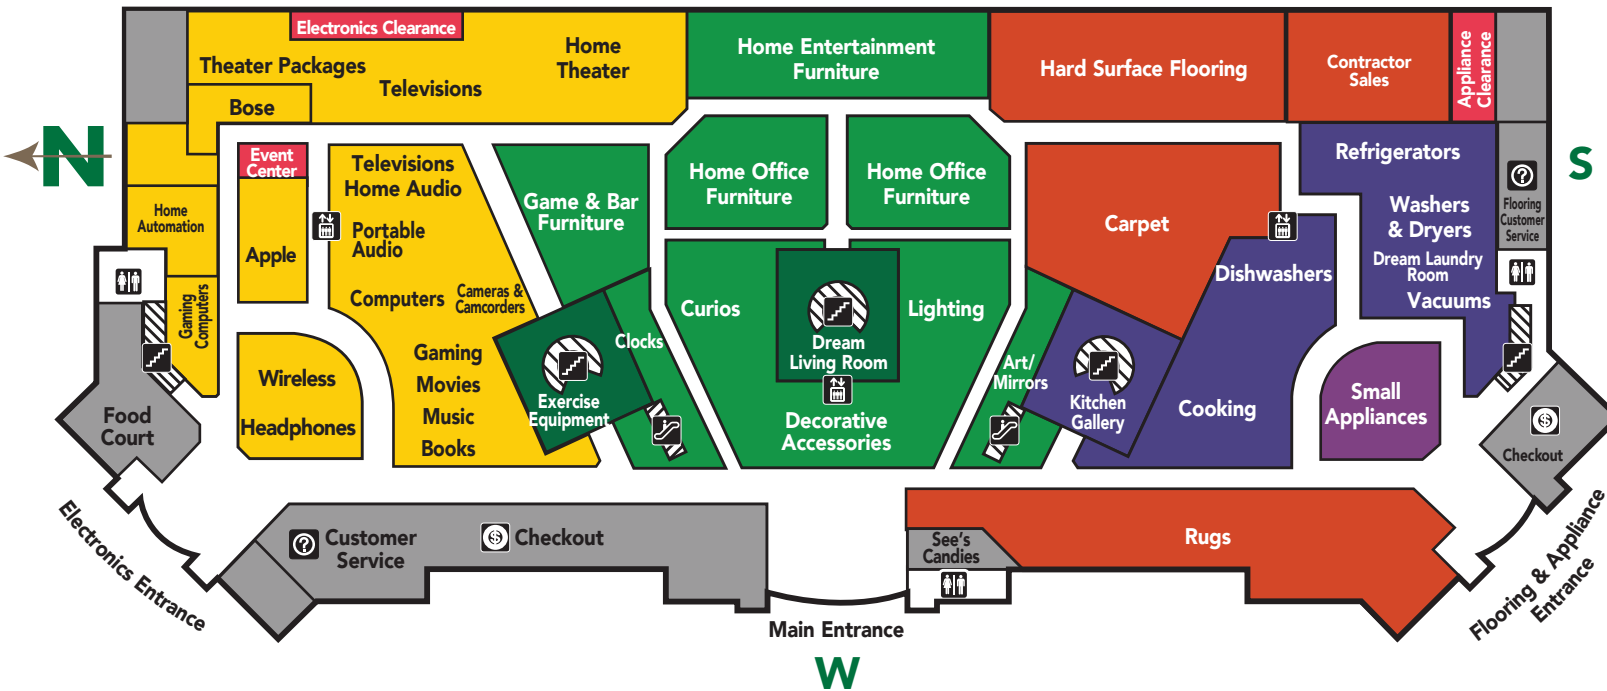 Electronics Clearance
Theater Packages
Televisions
Home
Theater
Bose
Home Entertainment
Furniture
Hard Surface Flooring
Contractor
Sales
Appliance
Clearance
N
S
Event
Center
Televisions
Home Audio
Portable
Audio
Home
Automation
Apple
Game & Bar
Furniture
Home Office
Furniture
Home Office
Furniture
Carpet
Refrigerators
Washers
& Dryers
Dream Laundry
Room
Vacuums
?
Flooring
Customer
Service
Dishwashers
Computers
Cameras &
Camcorders
Gaming
Computers
Gaming
Movies
Music
Books
Clocks
Curios
Lighting
Dream
Living Room
Art/
Mirrors
Exercise
Equipment
Kitchen
Gallery
Cooking
Small
Appliances
Wireless
Headphones
Food
Court
Decorative
Accessories
$
Checkout
Electronics Entrance
?
Customer
Service
$
Checkout
See's
Candies
Rugs
Flooring & Appliance
Entrance
Main Entrance
W